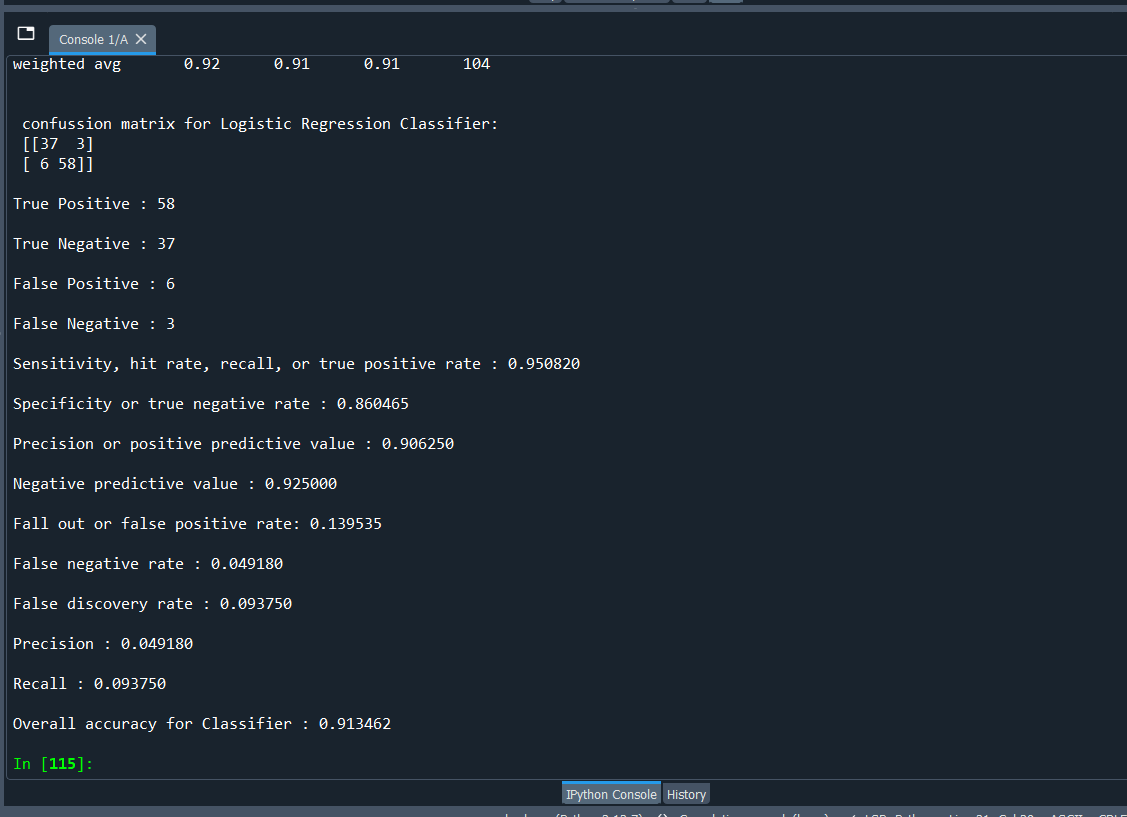 Console 1/A
weighted avg 0.92 0.91 0.91 104
confussion matrix for Logistic Regression Classifier:
[[37 3]
[ 6 58]]
True Positive : 58
True Negative : 37
False Positive : 6
False Negative : 3
Sensitivity, hit rate, recall, or true positive rate : 0.950820
Specificity or true negative rate : 0.860465
Precision or positive predictive value : 0.906250
Negative predictive value : 0.925000
Fall out or false positive rate: 0.139535
False negative rate : 0.049180
False discovery rate : 0.093750
Precision : 0.049180
Recall : 0.093750
Overall accuracy for Classifier : 0.913462
In [115]:
IPython Console History